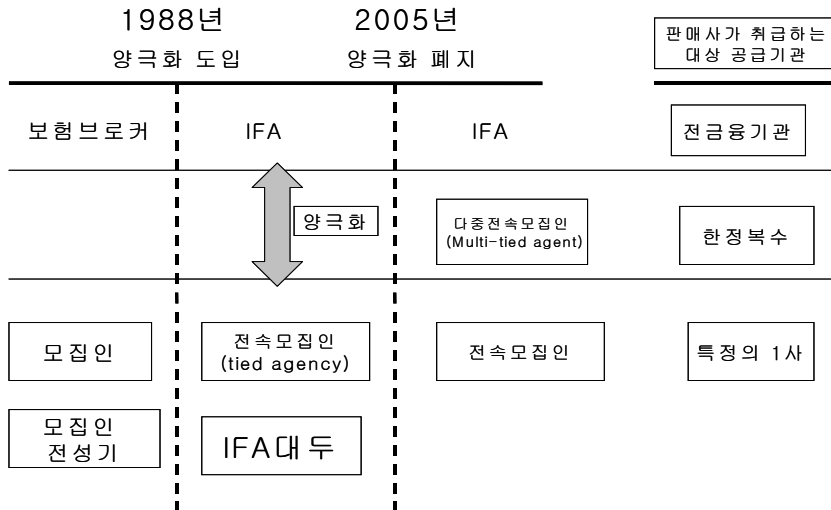 1988년
양극화 도입
2005년
양극화 폐지
판매사가 취급하는
대상 공급기관
보험브로커
IFA
IFA
전금융기관
양극화
다중전속모집인
(Multi-tied agent)
한정복수
모집인
전속모집인
(tied agency)
전속모집인
특정의 1사
모집인
전성기
IFA대두